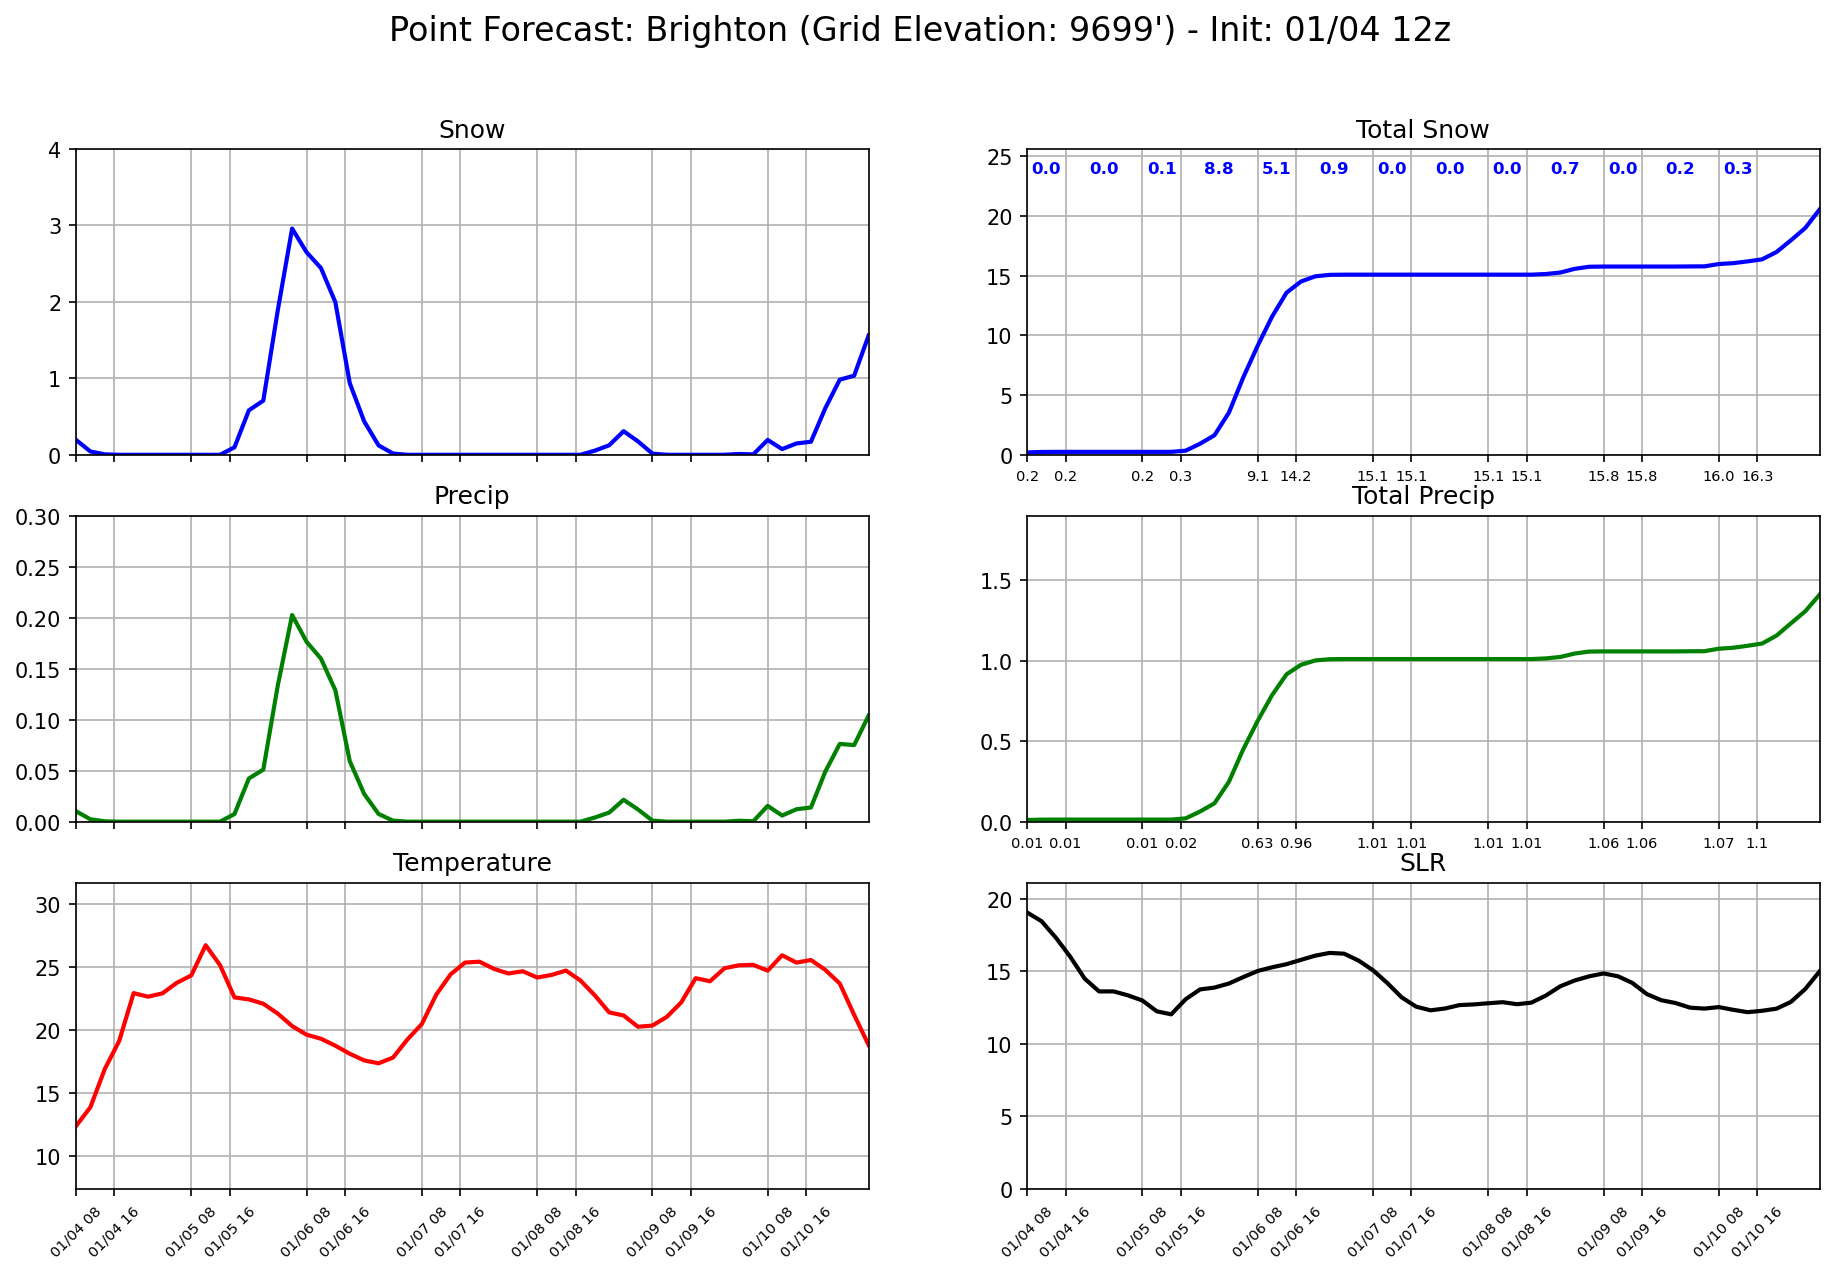 Point Forecast: Brighton (Grid Elevation: 9699') - Init: 01/04 12z
Snow
4
3
2
1
0
Total Snow
25
20
15
10
5
0
0.0 0.0 0.1 8.8 5.1 0.9 0.0 0.0 0.0 0.7 0.0 0.2 0.3
0.2 0.2 0.2 0.3 9.1 14.2 15.1 15.1 15.1 15.1 15.8 15.8 16.0 16.3
Precip
0.30
0.25
0.20
0.15
0.10
0.05
0.00
Total Precip
1.5
1.0
0.5
0.0
0.01 0.01 0.01 0.02 0.63 0.96 1.01 1.01 1.01 1.01 1.06 1.06 1.07 1.1
Temperature
30
25
20
15
10
01/04 08 01/04 16 01/05 08 01/05 16 01/06 08 01/06 16 01/07 08 01/07 16 01/08 08 01/08 16 01/09 08 01/09 16 01/10 08 01/10 16
SLR
20
15
10
5
0
01/04 08 01/04 16 01/05 08 01/05 16 01/06 08 01/06 16 01/07 08 01/07 16 01/08 08 01/08 16 01/09 08 01/09 16 01/10 08 01/10 16